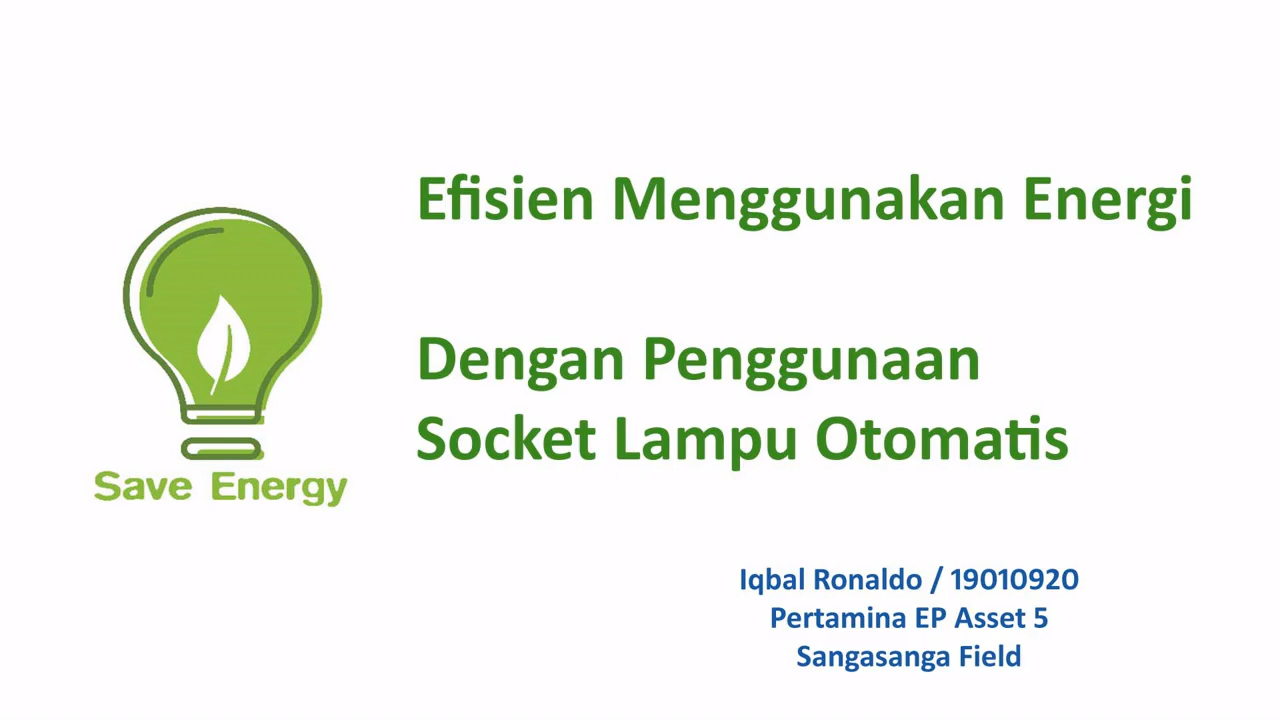 Efisien Menggunakan Energi
Dengan Penggunaan
Socket Lampu Otomatis
Save Energy
Iqbal Ronaldo / 19010920
Pertamina EP Asset 5
Sangasanga Field